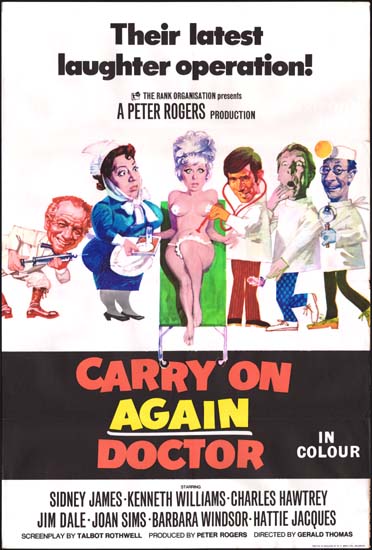 Their latest
laughter operation!
THE RANK ORGANISATION presents
A PETER ROGERS PRODUCTION
CARRY ON
AGAIN
DOCTOR
IN
COLOUR
STARRING
SIDNEY JAMES·KENNETH WILLIAMS·CHARLES HAWTREY
JIM DALE·JOAN SIMS·BARBARA WINDSOR·HATTIE JACQUES
SCREENPLAY BY TALBOT ROTHWELL PRODUCED BY PETER ROGERS DIRECTED BY GERALD THOMAS